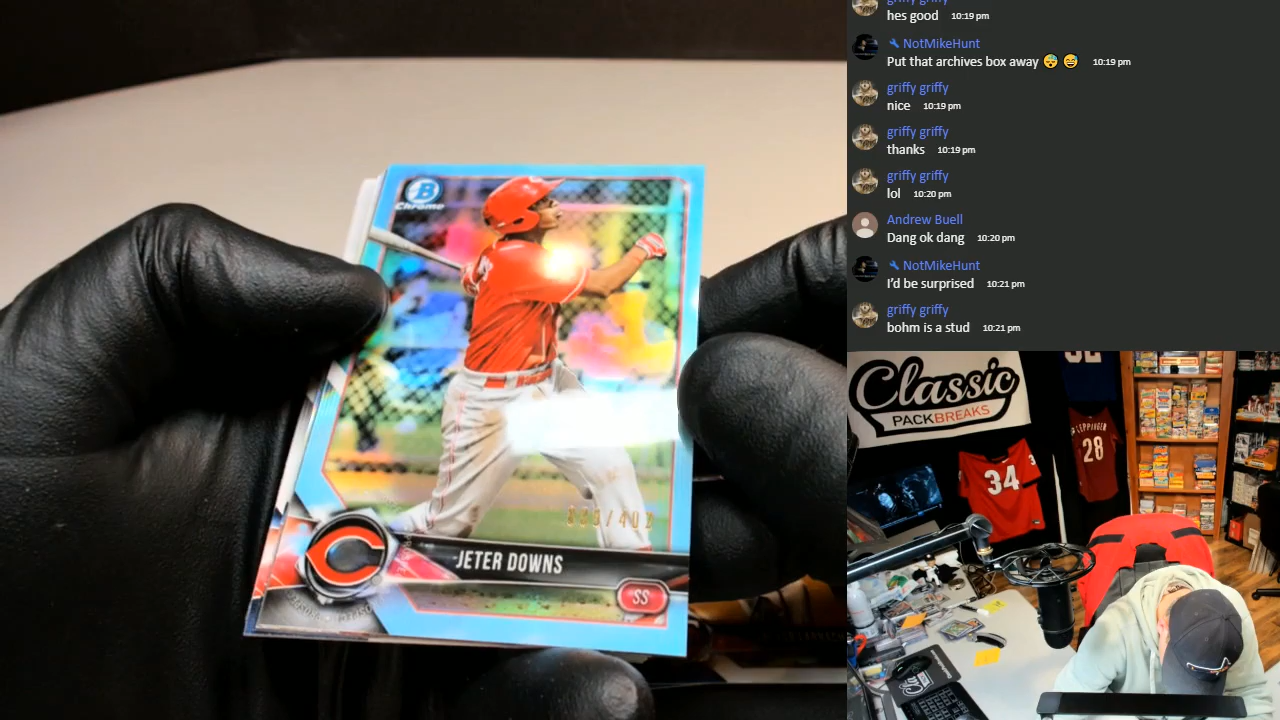 griffy griffy
hes good 10:19 pm
NotMikeHunt
Put that archives box away 😴 😅 10:19 pm
griffy griffy
nice 10:19 pm
griffy griffy
thanks 10:19 pm
griffy griffy
lol 10:20 pm
Andrew Buell
Dang ok dang 10:20 pm
NotMikeHunt
I'd be surprised 10:21 pm
griffy griffy
bohm is a stud 10:21 pm
B
Chrome
JETER DOWNS
SS
Classic
PACKBREAKS
34
LEPPINGER
28